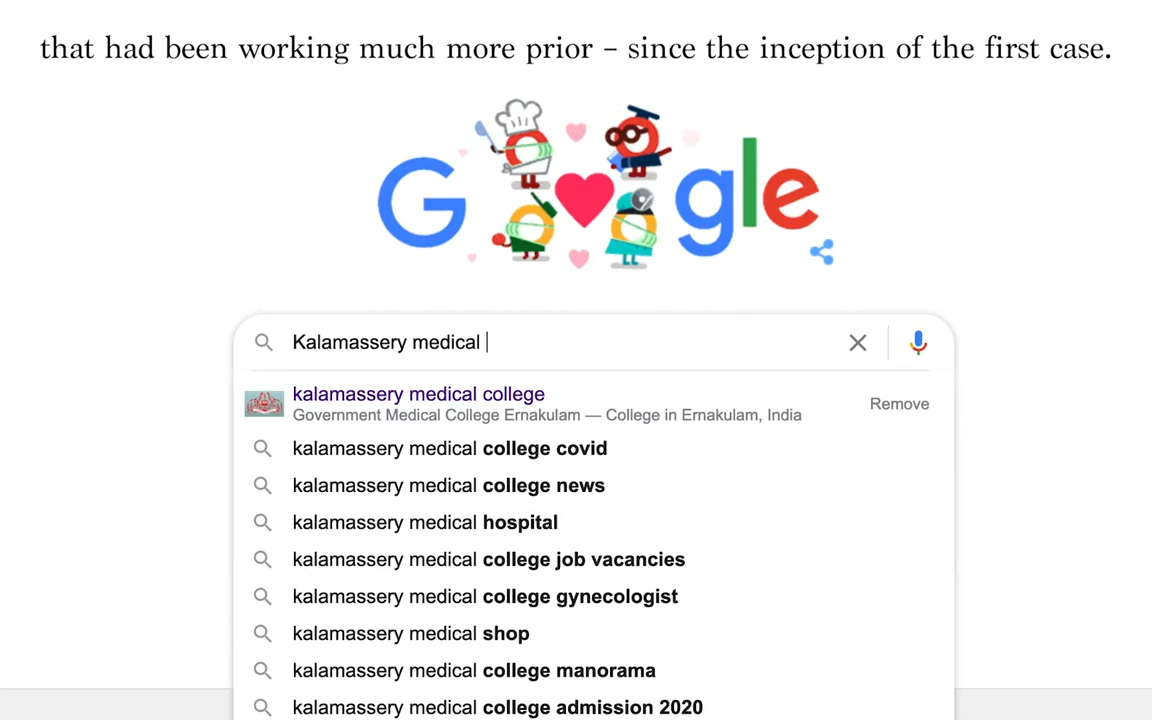 that had been working much more prior – since the inception of the first case.
Google
Kalamassery medical
kalamassery medical college
Government Medical College Ernakulam — College in Ernakulam, India
Remove
kalamassery medical college covid
kalamassery medical college news
kalamassery medical hospital
kalamassery medical college job vacancies
kalamassery medical college gynecologist
kalamassery medical shop
kalamassery medical college manorama
kalamassery medical college admission 2020